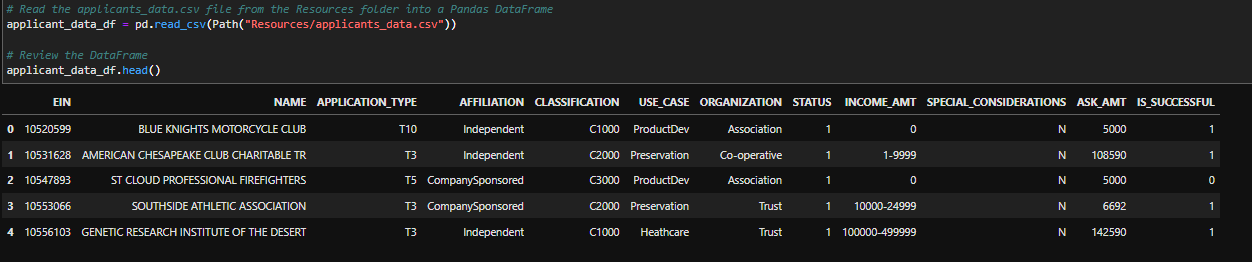 # Read the applicants_data.csv file from the Resources folder into a Pandas DataFrame
applicant_data_df = pd.read_csv(Path("Resources/applicants_data.csv"))
# Review the DataFrame
applicant_data_df.head()
EIN NAME APPLICATION_TYPE AFFILIATION CLASSIFICATION USE_CASE ORGANIZATION STATUS INCOME_AMT SPECIAL_CONSIDERATIONS ASK_AMT IS_SUCCESSFUL
0 10520599 BLUE KNIGHTS MOTORCYCLE CLUB T10 Independent C1000 ProductDev Association 1 0 N 5000 1
1 10531628 AMERICAN CHESAPEAKE CLUB CHARITABLE TR T3 Independent C2000 Preservation Co-operative 1 1-9999 N 108590 1
2 10547893 ST CLOUD PROFESSIONAL FIREFIGHTERS T5 CompanySponsored C3000 ProductDev Association 1 0 N 5000 0
3 10553066 SOUTHSIDE ATHLETIC ASSOCIATION T3 CompanySponsored C2000 Preservation Trust 1 10000-24999 N 6692 1
4 10556103 GENETIC RESEARCH INSTITUTE OF THE DESERT T3 Independent C1000 Heathcare Trust 1 100000-499999 N 142590 1